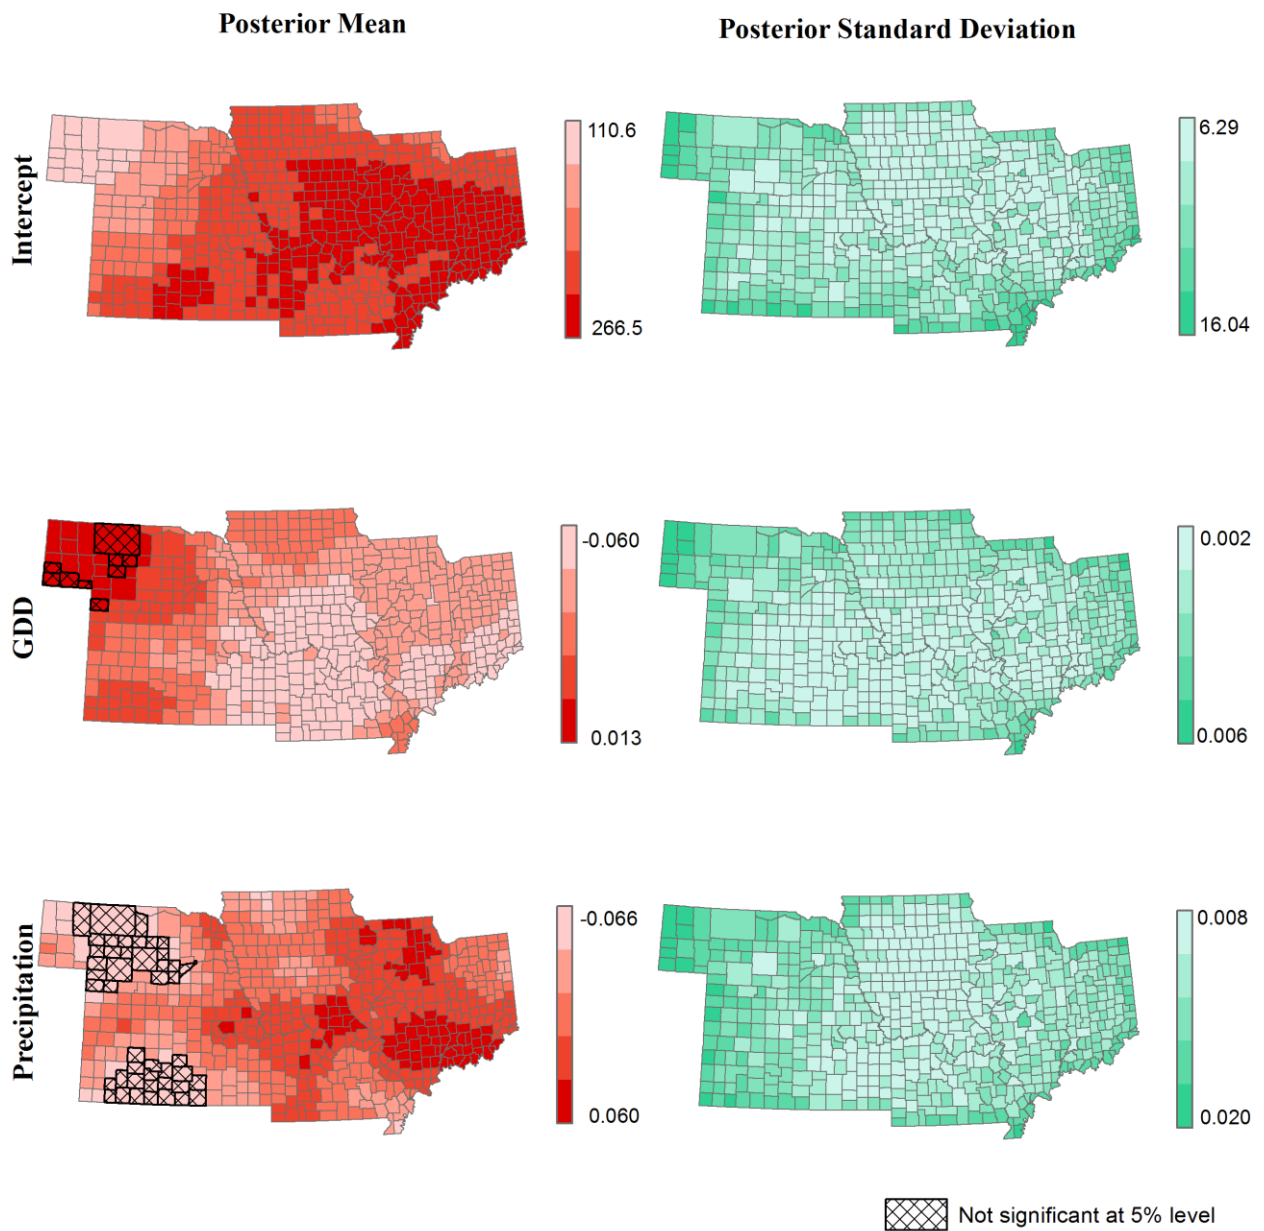 Posterior Mean
Posterior Standard Deviation
Intercept
110.6
266.5
6.29
16.04
GDD
-0.060
0.013
0.002
0.006
Precipitation
-0.066
0.060
0.008
0.020
Not significant at 5% level